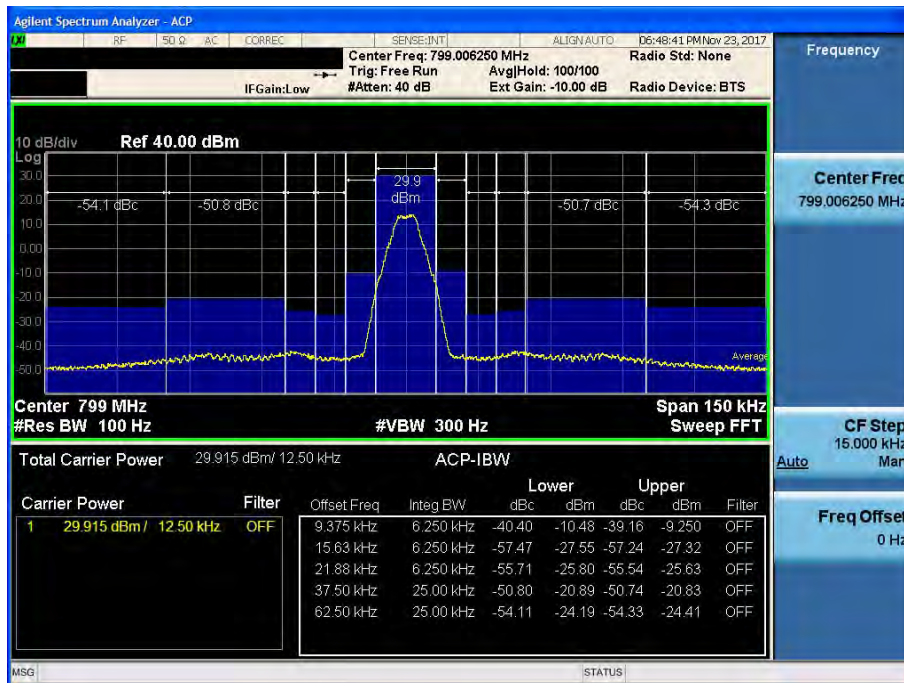 Agilent Spectrum Analyzer - ACP
LXI RF 50 Ω AC CORREC SENSE:INT ALIGN AUTO 06:48:41 PM Nov 23, 2017
Center Freq: 799.006250 MHz Radio Std: None
Trig: Free Run Avg|Hold: 100/100
IFGain:Low #Atten: 40 dB Ext Gain: -10.00 dB Radio Device: BTS
Frequency
10 dB/div Ref 40.00 dBm
Log
30.0
20.0
10.0
0.00
-10.0
-20.0
-30.0
-40.0
-50.0
-54.1 dBc -50.8 dBc 29.9 dBm -50.7 dBc -54.3 dBc
Average
Center 799 MHz Span 150 kHz
#Res BW 100 Hz #VBW 300 Hz Sweep FFT
Center Freq
799.006250 MHz
CF Step
15.000 kHz
Auto Man
Freq Offset
0 Hz
Total Carrier Power 29.915 dBm/ 12.50 kHz ACP-IBW
Lower Upper
Carrier Power Filter Offset Freq Integ BW dBc dBm dBc dBm Filter
1 29.915 dBm / 12.50 kHz OFF 9.375 kHz 6.250 kHz -40.40 -10.48 -39.16 -9.250 OFF
15.63 kHz 6.250 kHz -57.47 -27.55 -57.24 -27.32 OFF
21.88 kHz 6.250 kHz -55.71 -25.80 -55.54 -25.63 OFF
37.50 kHz 25.00 kHz -50.80 -20.89 -50.74 -20.83 OFF
62.50 kHz 25.00 kHz -54.11 -24.19 -54.33 -24.41 OFF
MSG STATUS